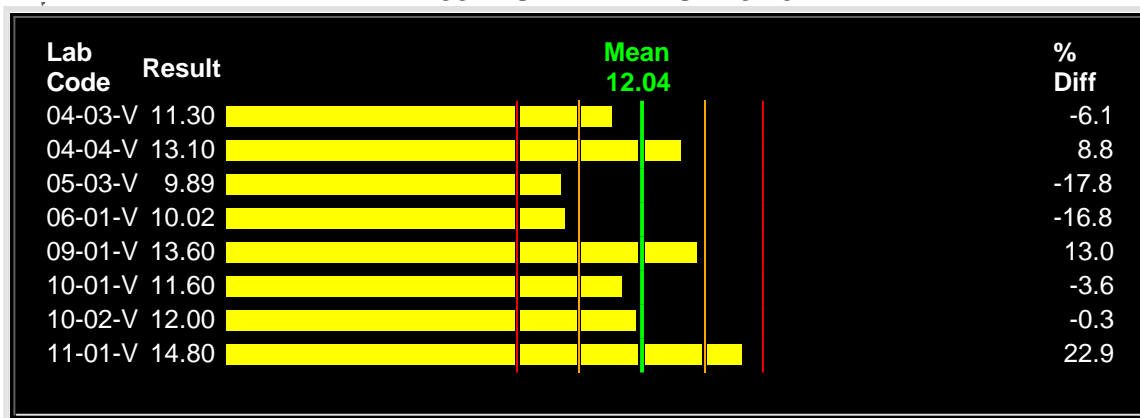 Lab Code Result Mean 12.04 % Diff
04-03-V 11.30 -6.1
04-04-V 13.10 8.8
05-03-V 9.89 -17.8
06-01-V 10.02 -16.8
09-01-V 13.60 13.0
10-01-V 11.60 -3.6
10-02-V 12.00 -0.3
11-01-V 14.80 22.9